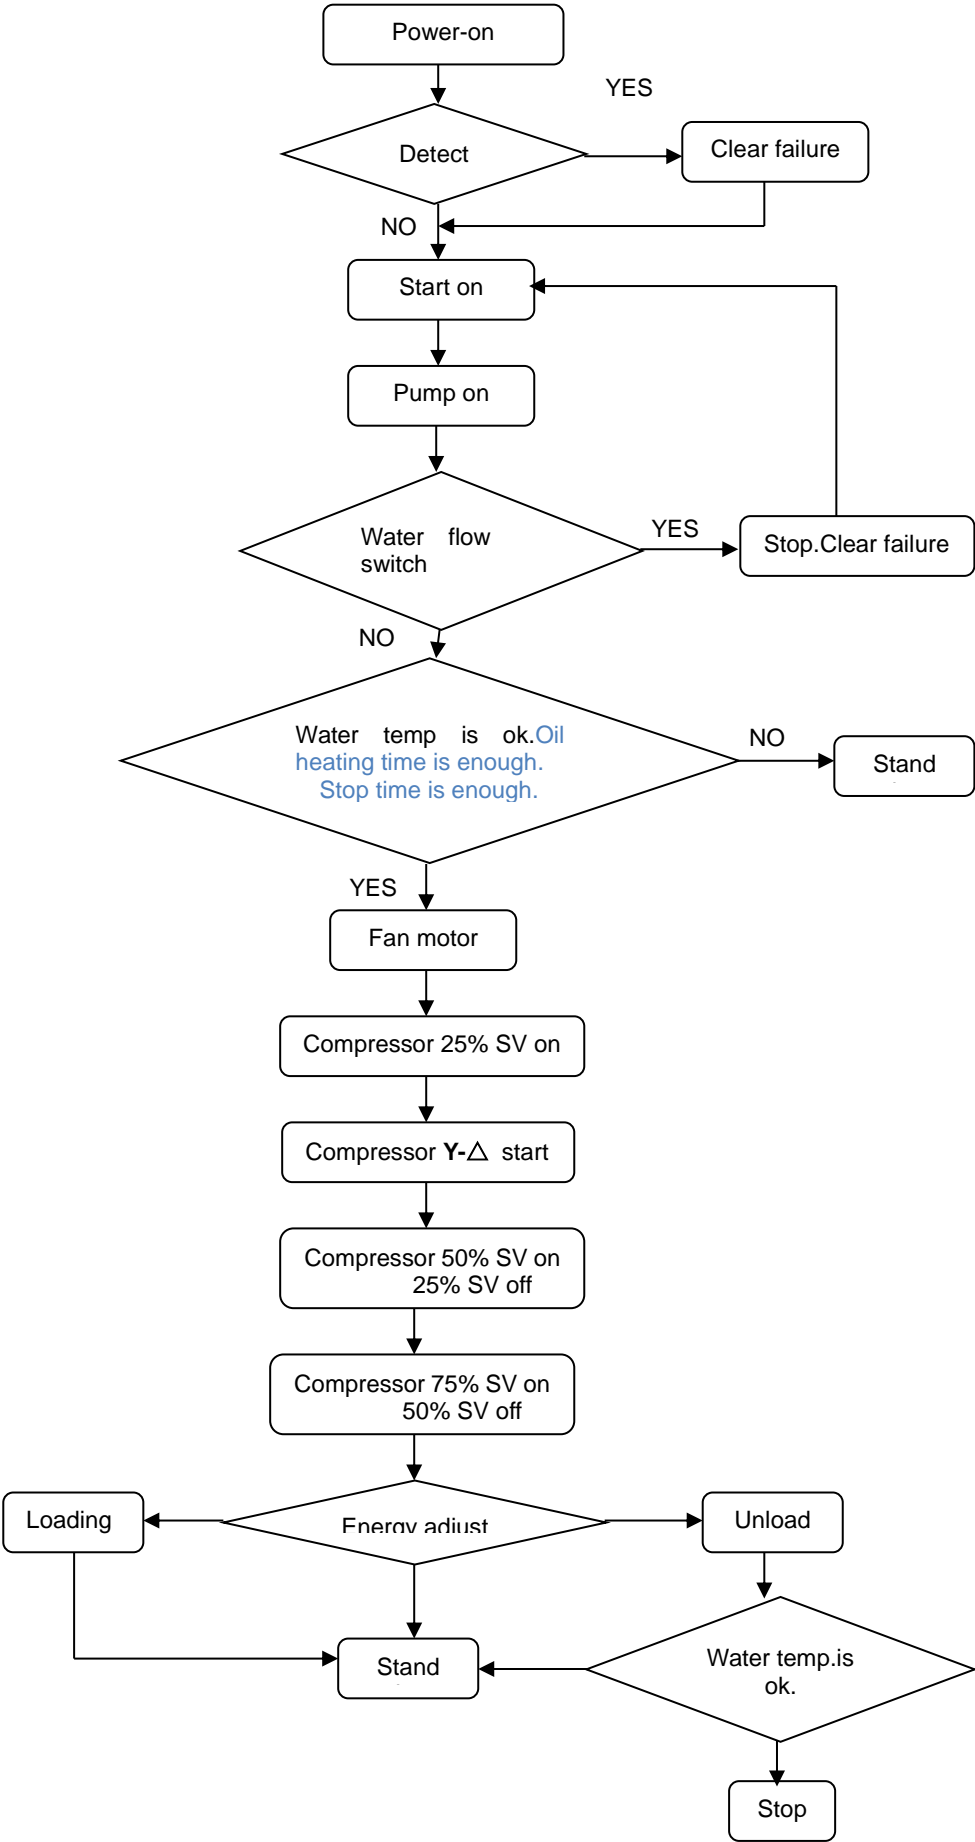 Power-on
YES
Detect
Clear failure
NO
Start on
Pump on
Water flow
switch
YES
Stop.Clear failure
NO
Water temp is ok.Oil
heating time is enough.
Stop time is enough.
NO
Stand
YES
Fan motor
Compressor 25% SV on
Compressor Y-△ start
Compressor 50% SV on
25% SV off
Compressor 75% SV on
50% SV off
Loading
Energy adjust
Unload
Stand
Water temp.is
ok.
Stop